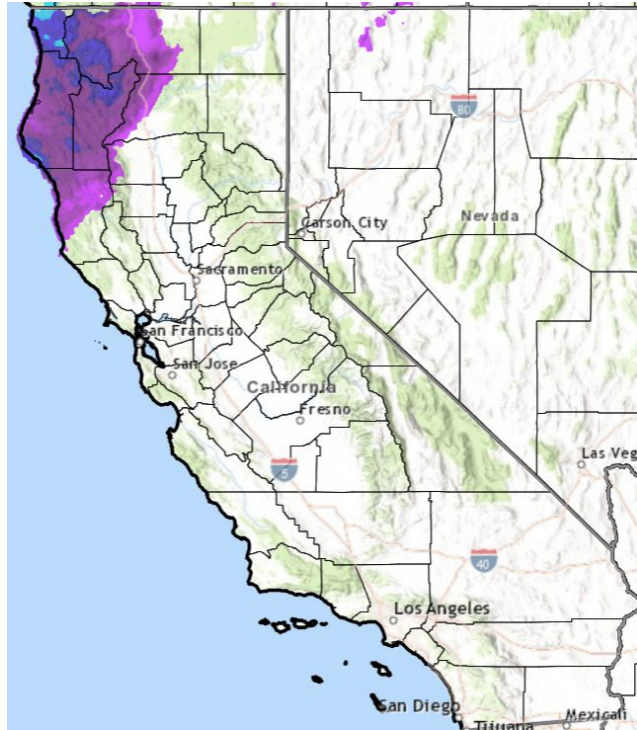 80
Carson City
Nevada
Sacramento
San Francisco
San Jose
California
Fresno
5
Las Veg
40
Los Angeles
San Diego
Tijuana
Mexicali